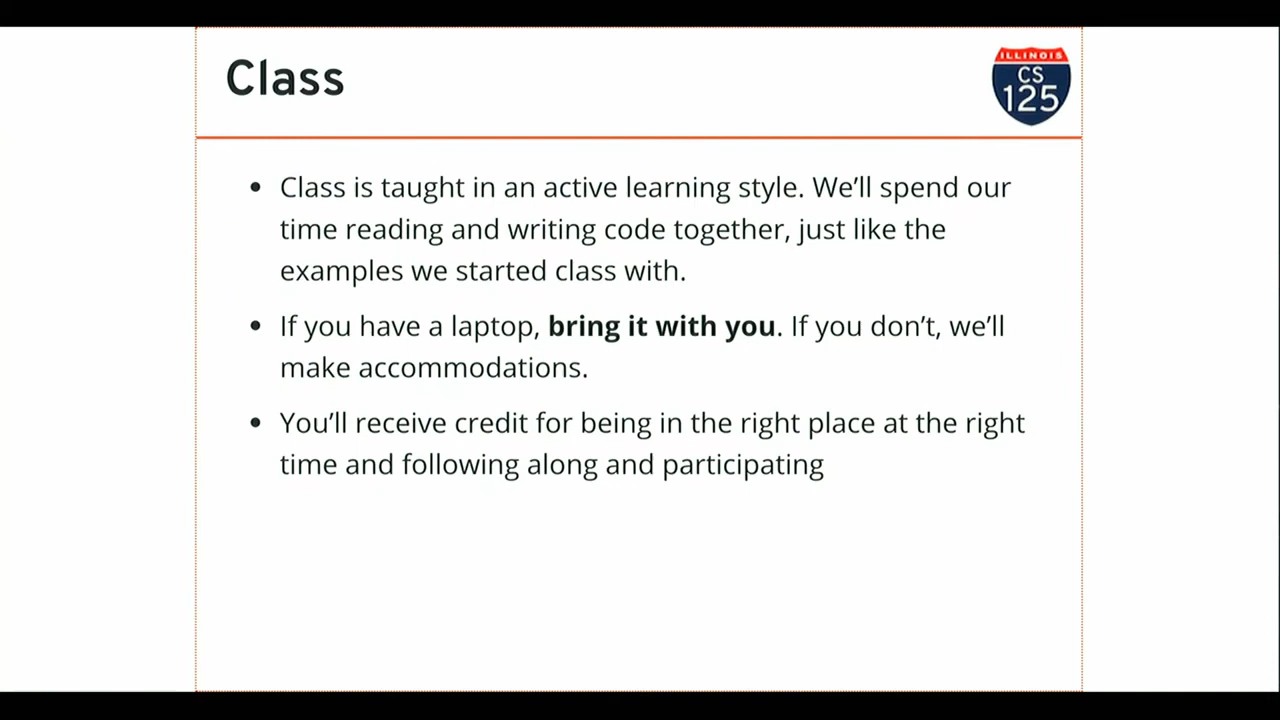 Class
ILLINOIS
CS
125
• Class is taught in an active learning style. We’ll spend our
time reading and writing code together, just like the
examples we started class with.
• If you have a laptop, bring it with you. If you don’t, we’ll
make accommodations.
• You’ll receive credit for being in the right place at the right
time and following along and participating